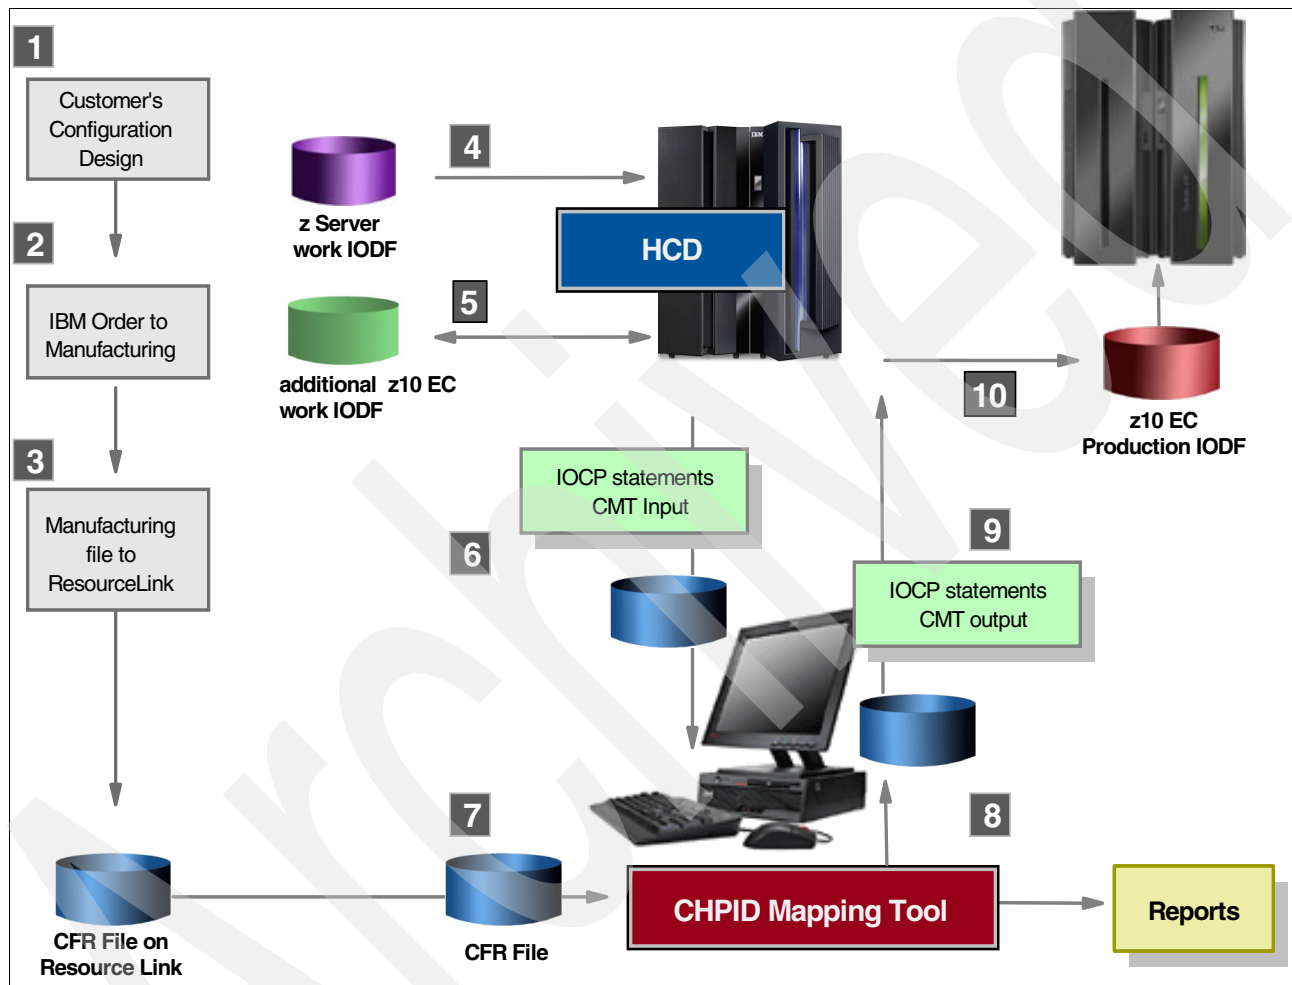 1
Customer's
Configuration
Design
2
IBM Order to
Manufacturing
3
Manufacturing
file to
ResourceLink
CFR File on
Resource Link
z Server
work IODF
4
IBM
HCD
5
additional z10 EC
work IODF
IOCP statements
CMT Input
6
7
CFR File
CHPID Mapping Tool
8
Reports
9
IOCP statements
CMT output
10
z10 EC
Production IODF
Archived